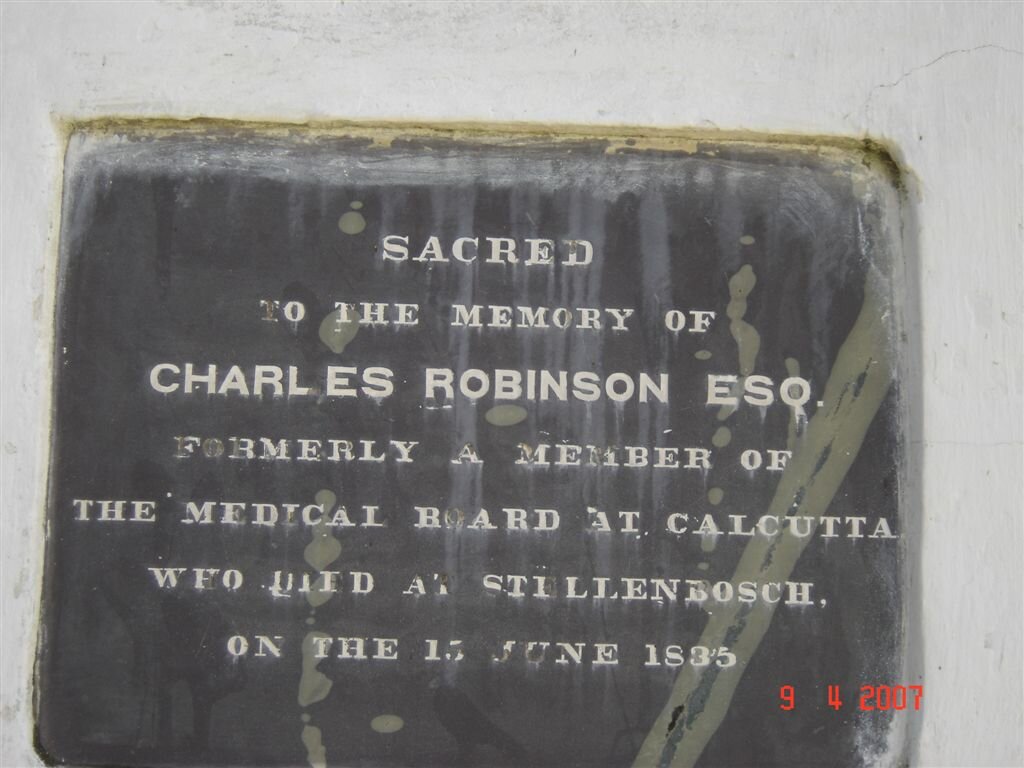 SACRED
TO THE MEMORY OF
CHARLES ROBINSON ESQ.
FORMERLY A MEMBER OF
THE MEDICAL BOARD AT CALCUTTA
WHO DIED AT STELLENBOSCH,
ON THE JUNE 1835
9 4 2007